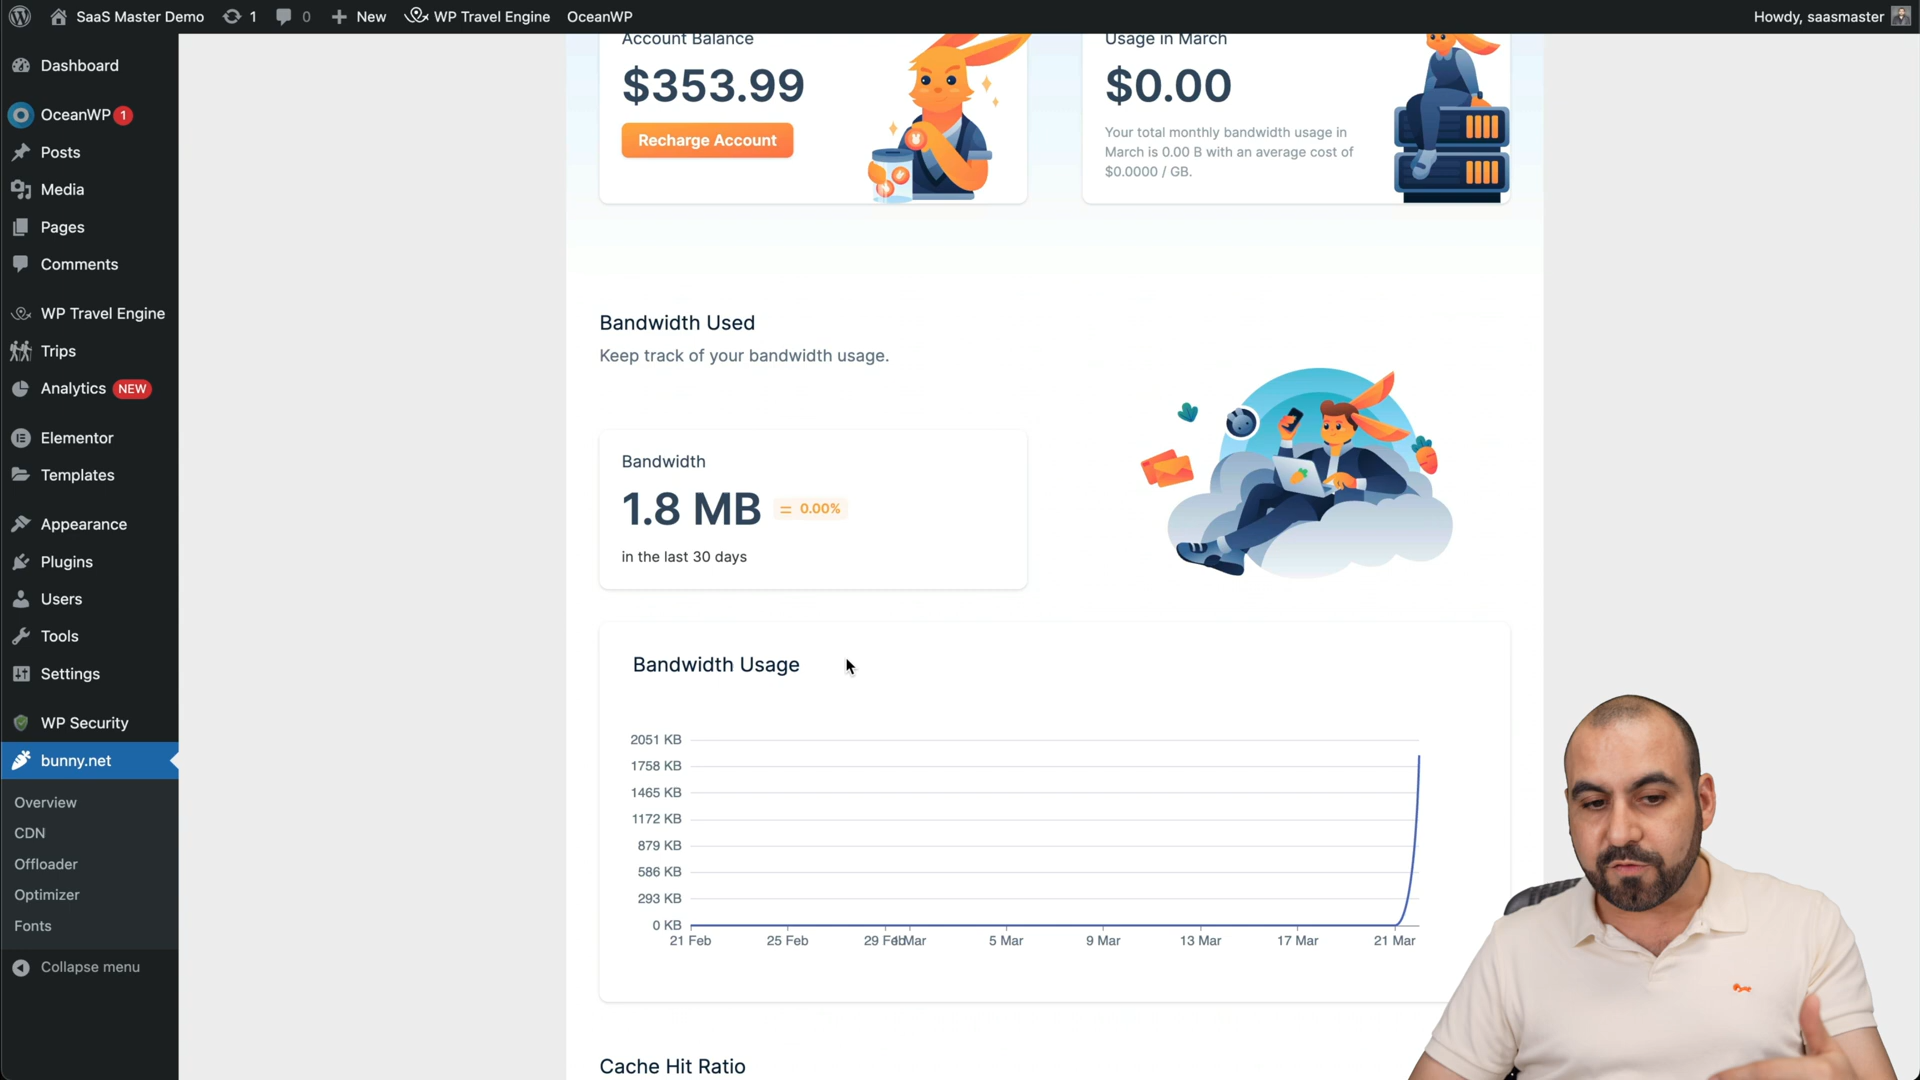 SaaS Master Demo 1 0 New WP Travel Engine OceanWP Howdy, saasmaster
Dashboard
OceanWP 1
Posts
Media
Pages
Comments
WP Travel Engine
Trips
Analytics NEW
Elementor
Templates
Appearance
Plugins
Users
Tools
Settings
WP Security
bunny.net
Overview
CDN
Offloader
Optimizer
Fonts
Collapse menu
Account Balance
$353.99
Recharge Account
Usage in March
$0.00
Your total monthly bandwidth usage in
March is 0.00 B with an average cost of
$0.0000 / GB.
Bandwidth Used
Keep track of your bandwidth usage.
Bandwidth
1.8 MB = 0.00%
in the last 30 days
Bandwidth Usage
2051 KB
1758 KB
1465 KB
1172 KB
879 KB
586 KB
293 KB
0 KB
21 Feb 25 Feb 29 Feb Mar 5 Mar 9 Mar 13 Mar 17 Mar 21 Mar
Cache Hit Ratio